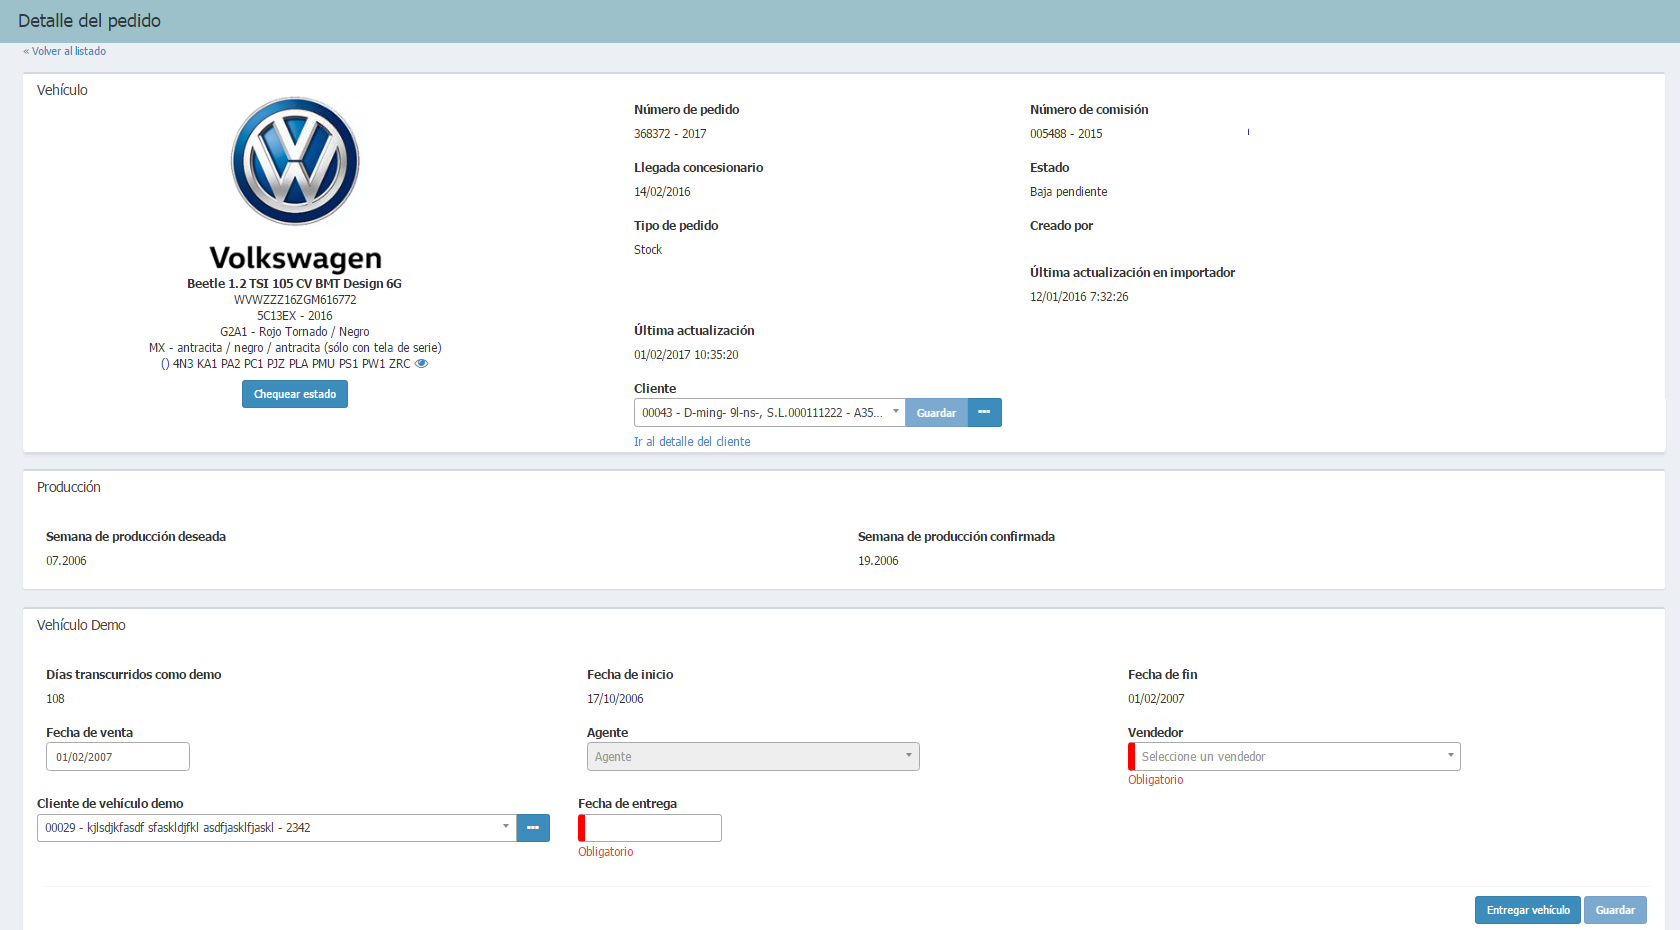 Detalle del pedido
« Volver al listado
Vehículo
Volkswagen
Beetle 1.2 TSI 105 CV BMT Design 6G
WVWZZZ16ZGM616772
5C13EX - 2016
G2A1 - Rojo Tornado / Negro
MX - antracita / negro / antracita (sólo con tela de serie)
() 4N3 KA1 PA2 PC1 PJZ PLA PMU PS1 PW1 ZRC
Chequear estado
Número de pedido
368372 - 2017
Llegada concesionario
14/02/2016
Tipo de pedido
Stock
Última actualización
01/02/2017 10:35:20
Cliente
00043 - D-ming- 9l-ns-, S.L.000111222 - A35... Guardar
Ir al detalle del cliente
Número de comisión
005488 - 2015
Estado
Baja pendiente
Creado por
Última actualización en importador
12/01/2016 7:32:26
Producción
Semana de producción deseada
07.2006
Semana de producción confirmada
19.2006
Vehículo Demo
Días transcurridos como demo
108
Fecha de inicio
17/10/2006
Fecha de fin
01/02/2007
Fecha de venta
01/02/2007
Agente
Agente
Vendedor
Seleccione un vendedor
Obligatorio
Cliente de vehículo demo
00029 - kjlsdjkfasdf sfaskldjfkl asdfjasklfjaskl - 2342
Fecha de entrega
Obligatorio
Entregar vehículo Guardar